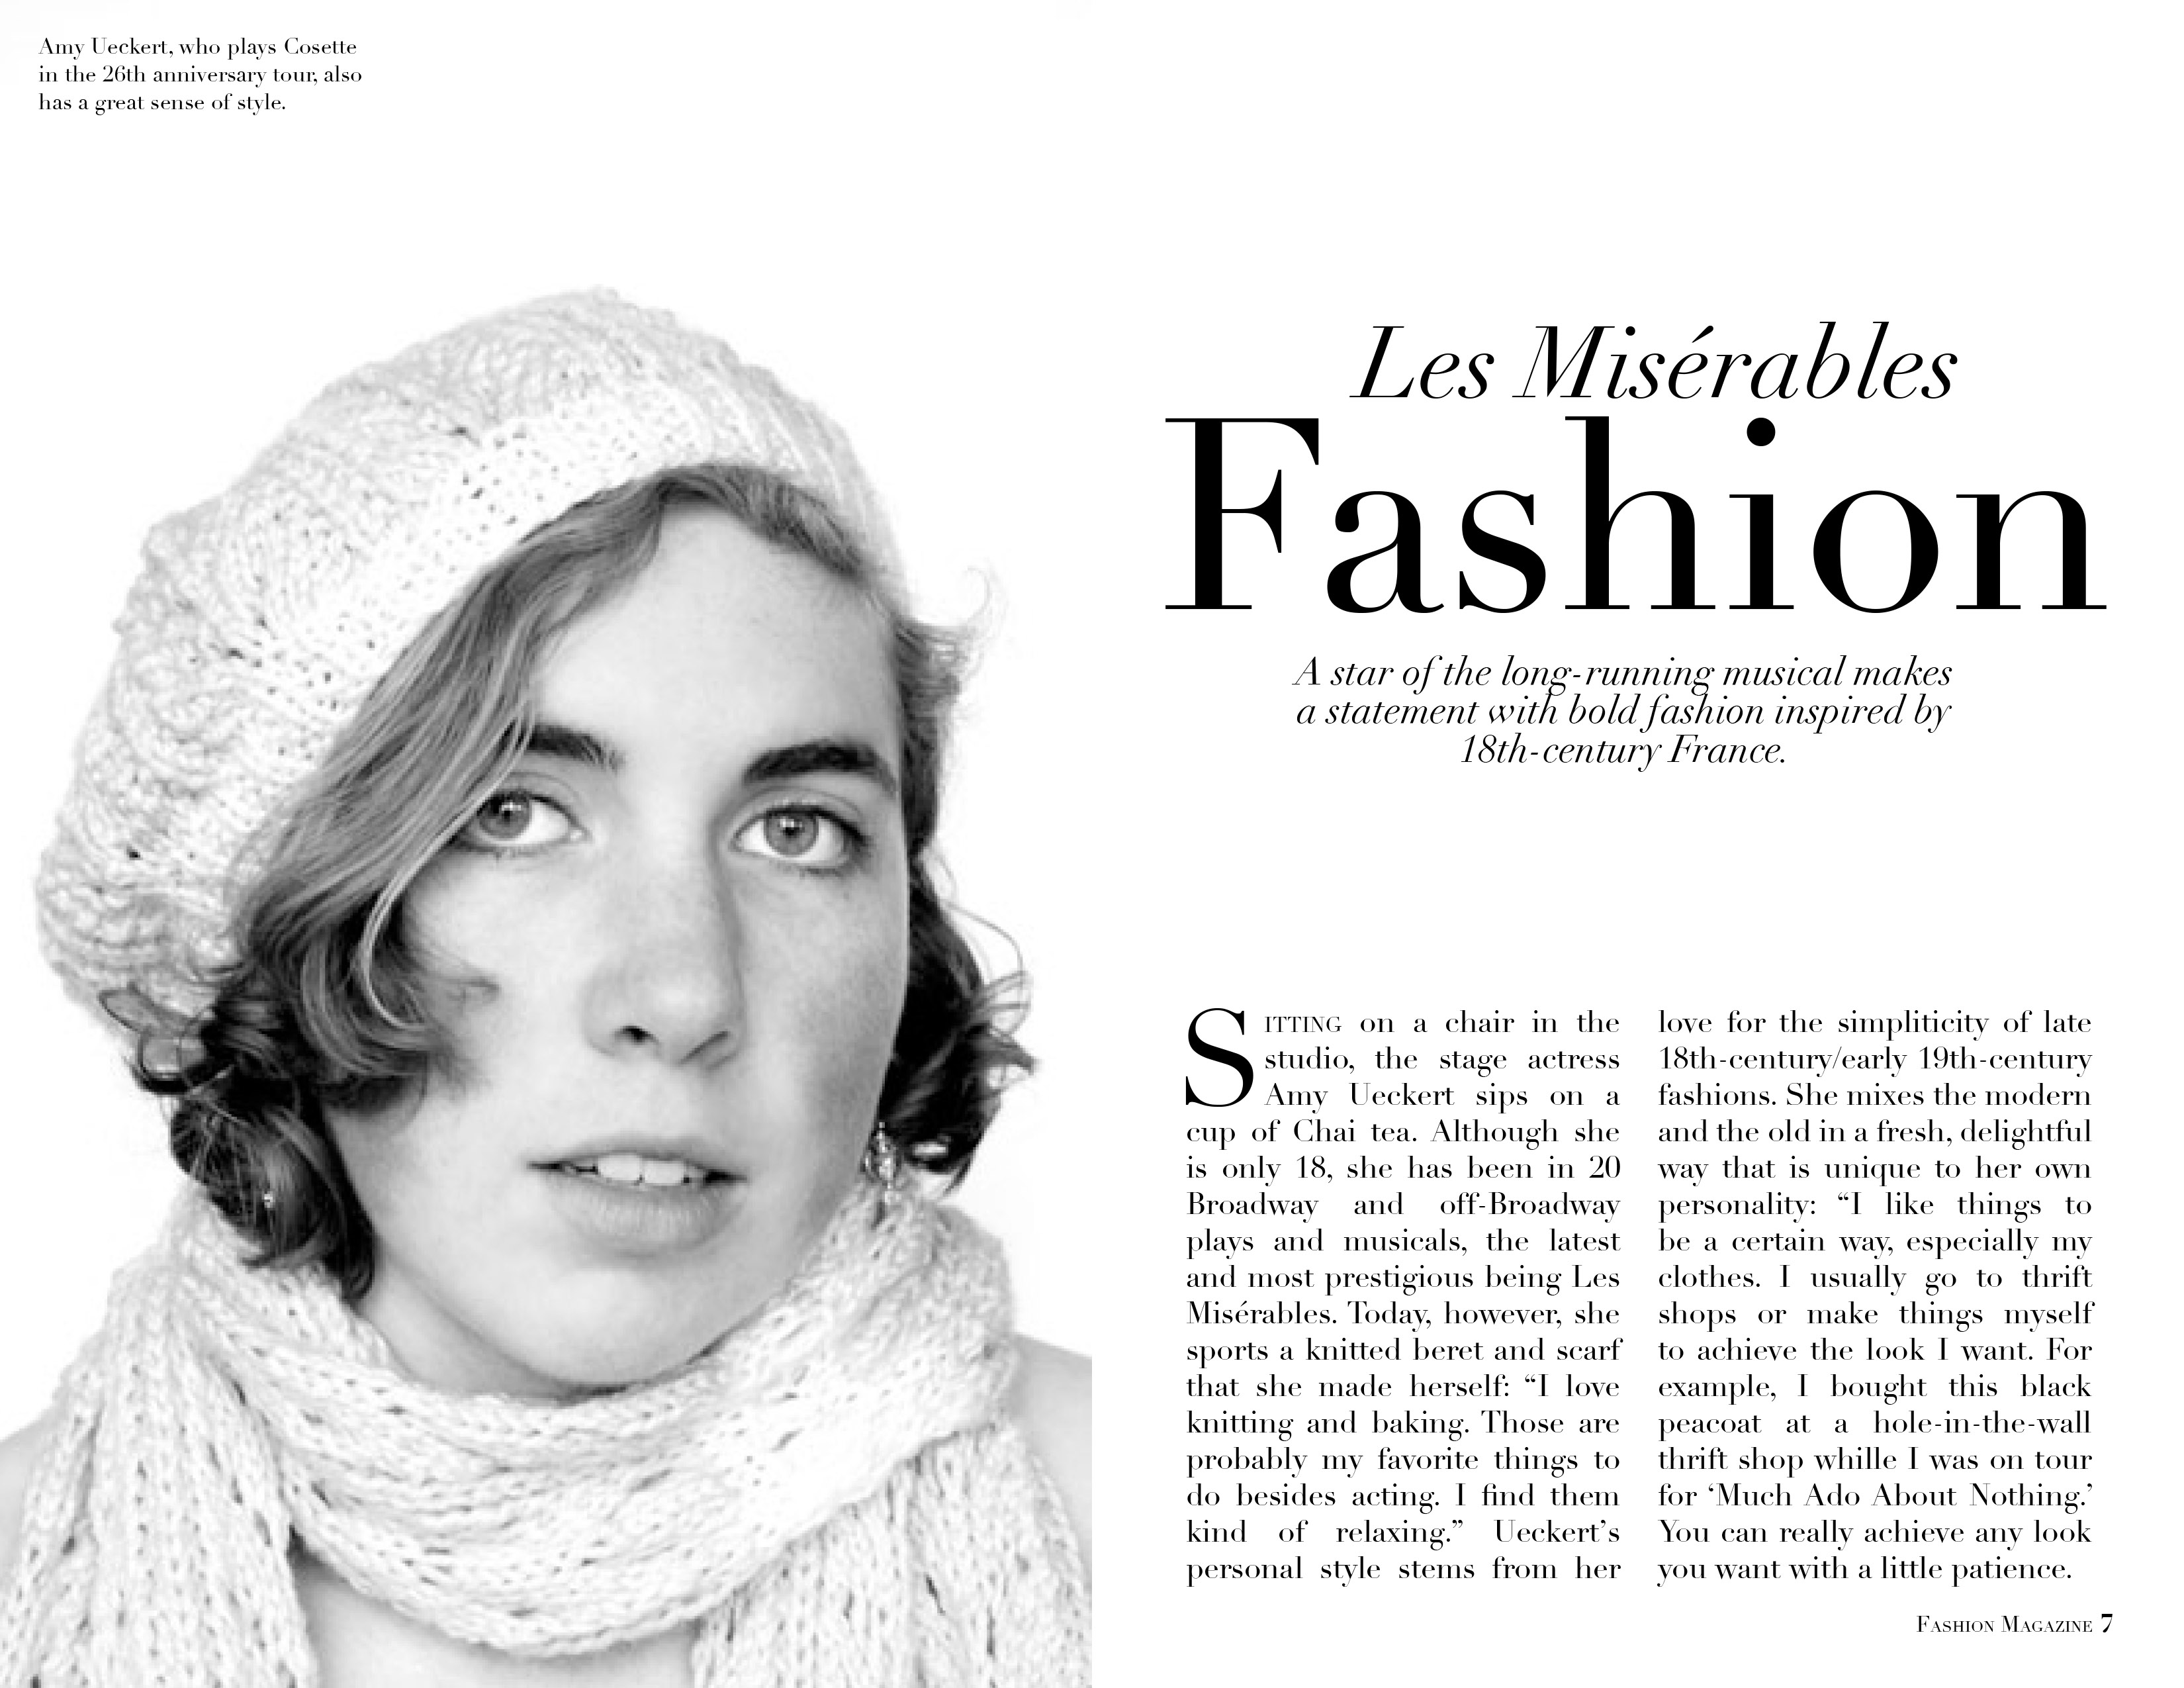 Amy Ueckert, who plays Cosette
in the 26th anniversary tour, also
has a great sense of style.
Les Misérables
Fashion
A star of the long-running musical makes
a statement with bold fashion inspired by
18th-century France.
SITTING on a chair in the
studio, the stage actress
Amy Ueckert sips on a
cup of Chai tea. Although she
is only 18, she has been in 20
Broadway and off-Broadway
plays and musicals, the latest
and most prestigious being Les
Misérables. Today, however, she
sports a knitted beret and scarf
that she made herself: “I love
knitting and baking. Those are
probably my favorite things to
do besides acting. I find them
kind of relaxing.” Ueckert’s
personal style stems from her
love for the simpliticity of late
18th-century/early 19th-century
fashions. She mixes the modern
and the old in a fresh, delightful
way that is unique to her own
personality: “I like things to
be a certain way, especially my
clothes. I usually go to thrift
shops or make things myself
to achieve the look I want. For
example, I bought this black
peacoat at a hole-in-the-wall
thrift shop whille I was on tour
for ‘Much Ado About Nothing.’
You can really achieve any look
you want with a little patience.
Fashion Magazine 7